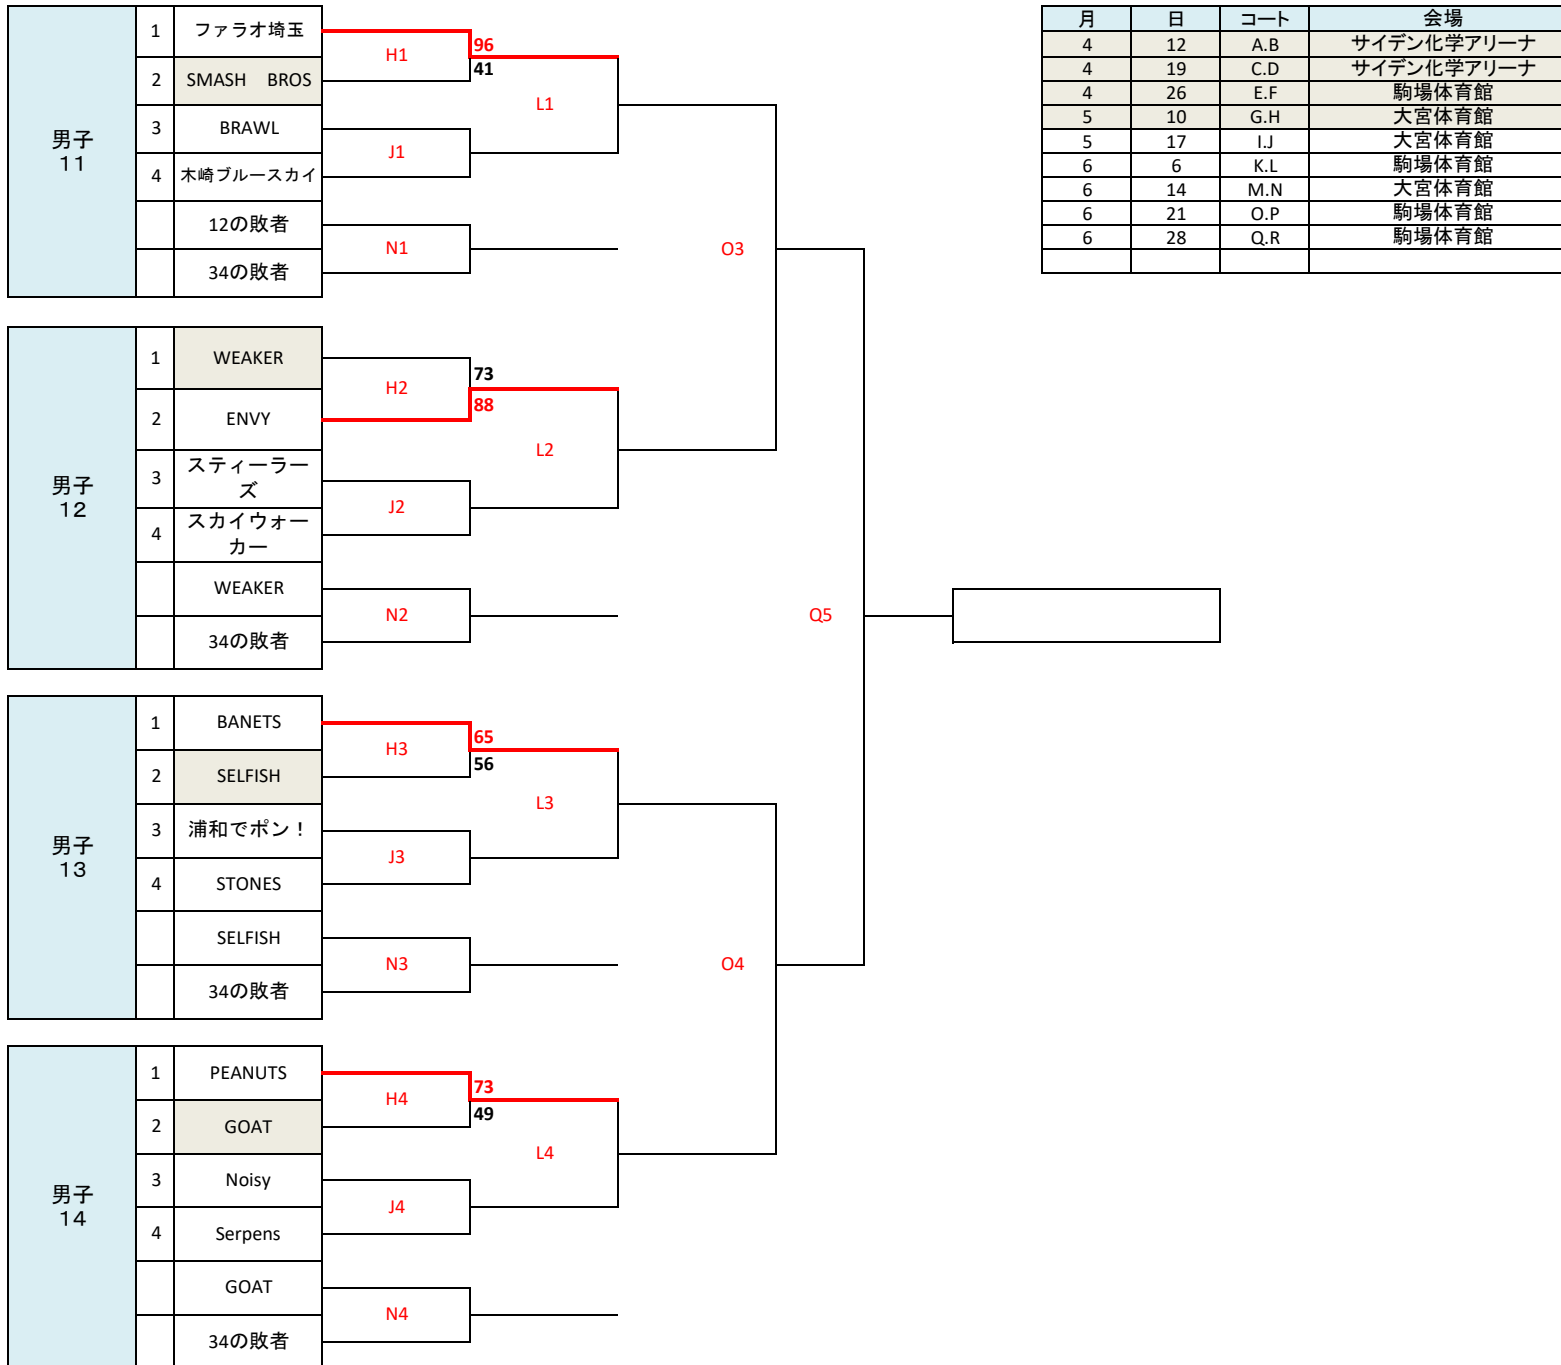 男子
11
1 ファラオ埼玉
2 SMASH BROS
3 BRAWL
4 木崎ブルースカイ
12の敗者
34の敗者
H1
96
41
J1
N1
L1
男子
12
1 WEAKER
2 ENVY
3 スティーラー
ズ
4 スカイウォー
カー
WEAKER
34の敗者
H2
73
88
J2
N2
L2
O3
男子
13
1 BANETS
2 SELFISH
3 浦和でポン！
4 STONES
SELFISH
34の敗者
H3
65
56
J3
N3
L3
男子
14
1 PEANUTS
2 GOAT
3 Noisy
4 Serpens
GOAT
34の敗者
H4
73
49
J4
N4
L4
O4
Q5
月 日 コート 会場
4 12 A.B サイデン化学アリーナ
4 19 C.D サイデン化学アリーナ
4 26 E.F 駒場体育館
5 10 G.H 大宮体育館
5 17 I.J 大宮体育館
6 6 K.L 駒場体育館
6 14 M.N 大宮体育館
6 21 O.P 駒場体育館
6 28 Q.R 駒場体育館